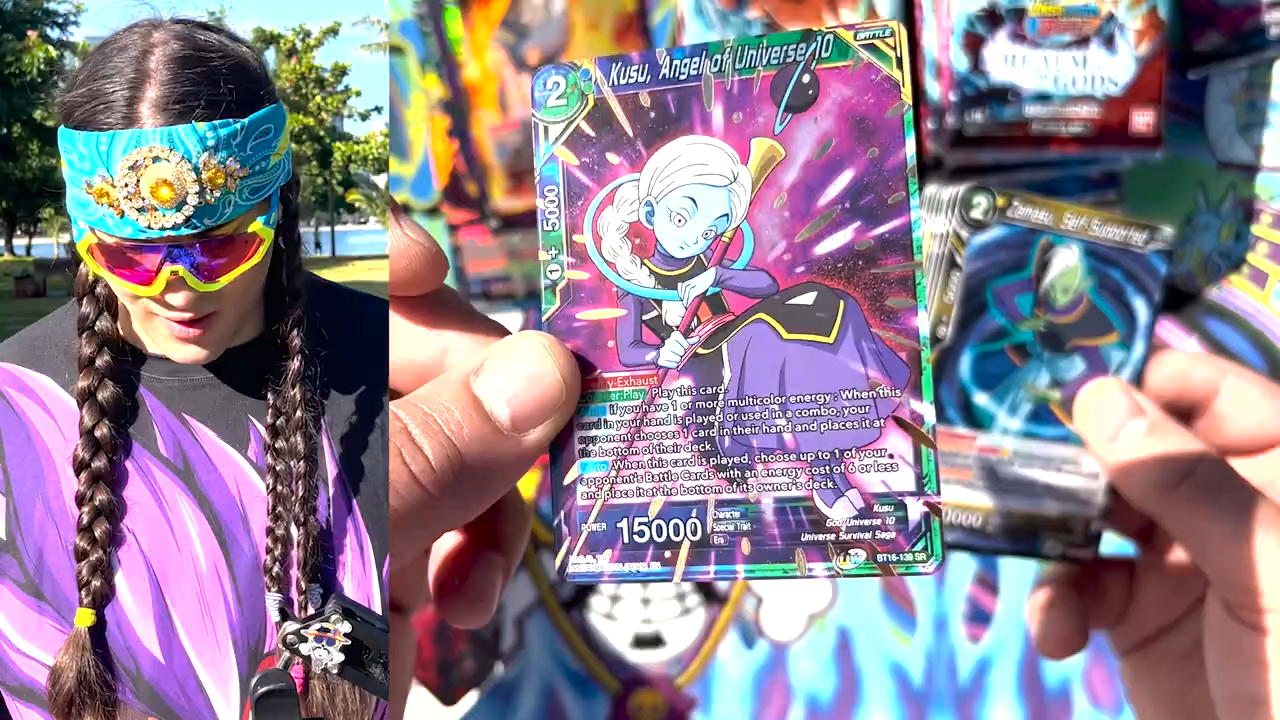 Kusu, Angel of Universe 10
BATTLE
2
1 + 5000
Play this card.
if you have 1 or more multicolor energy : When this
card in your hand is played or used in a combo, your
opponent chooses 1 card in their hand and places it at
the bottom of their deck.
When this card is played, choose up to 1 of your
opponent's Battle Cards with an energy cost of 6 or less
and place it at the bottom of its owner's deck.
POWER 15000
Character Kusu
Special Trait God/Universe 10
Era Universe Survival Saga
BT16-139 SR
REALM
GODS
2
Zamasu, Self-Supported